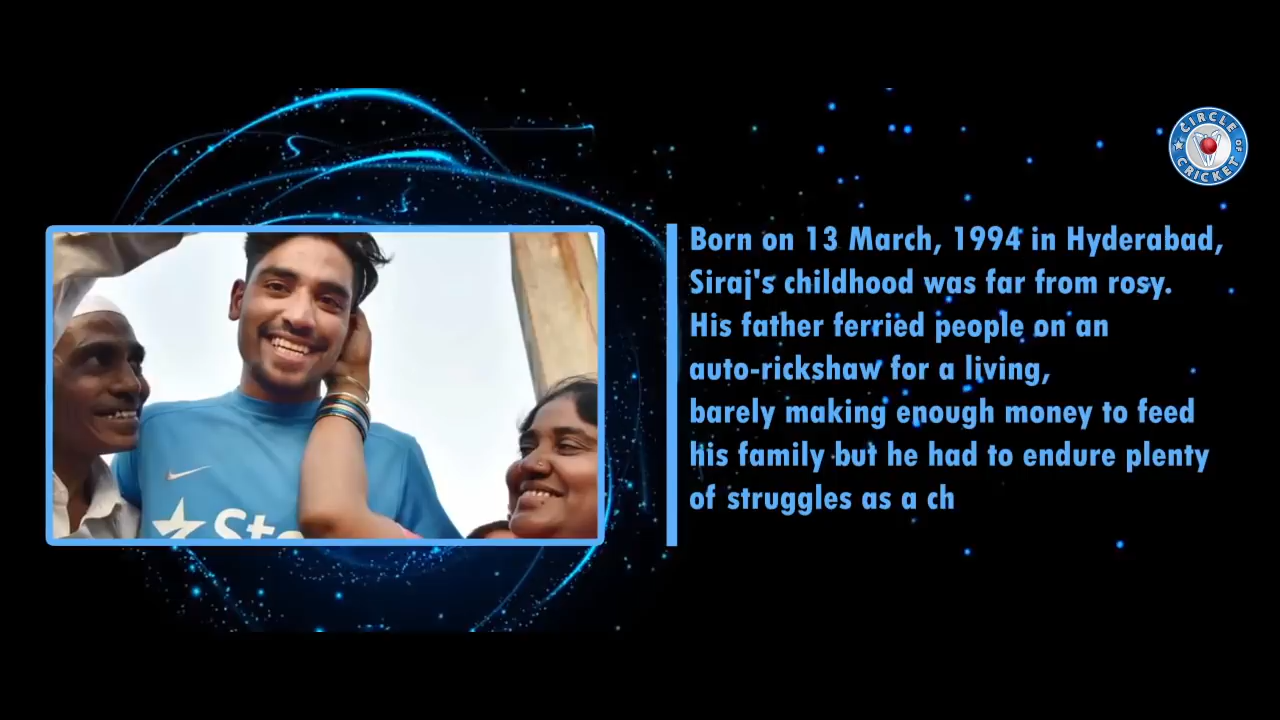 CIRCLE OF CRICKET
Born on 13 March, 1994 in Hyderabad,
Siraj's childhood was far from rosy.
His father ferried people on an
auto-rickshaw for a living,
barely making enough money to feed
his family but he had to endure plenty
of struggles as a ch
Sta